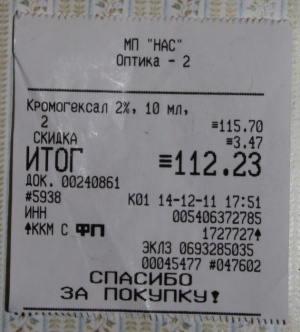 МП "НАС"
Оптика - 2
Кромогексал 2%, 10 мл,
2 ≡115.70
СКИДКА ≡3.47
ИТОГ ≡112.23
ДОК. 00240861
#5938 К01 14-12-11 17:51
ИНН 005406372785
↑ККМ С ФП 1727727↑
ЭКЛЗ 0693285035
00045477 #047602
СПАСИБО
ЗА ПОКУПКУ!